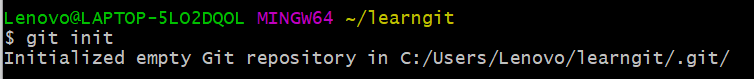 Lenovo@LAPTOP-5LO2DQOL MINGW64 ~/learngit
$ git init
Initialized empty Git repository in C:/Users/Lenovo/learngit/.git/